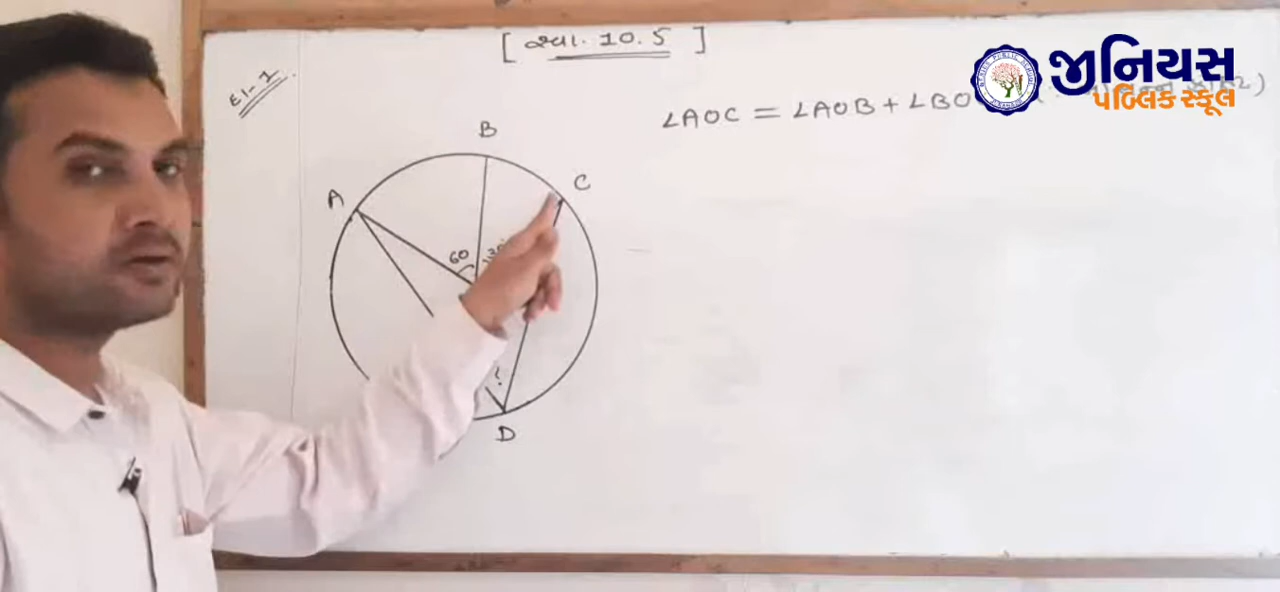 [ સ્વા. 10.5 ]
દા-1
∠AOC = ∠AOB + ∠BO
B
C
A
60
30°
?
D
જીનિયસ
પબ્લિક સ્કૂલ